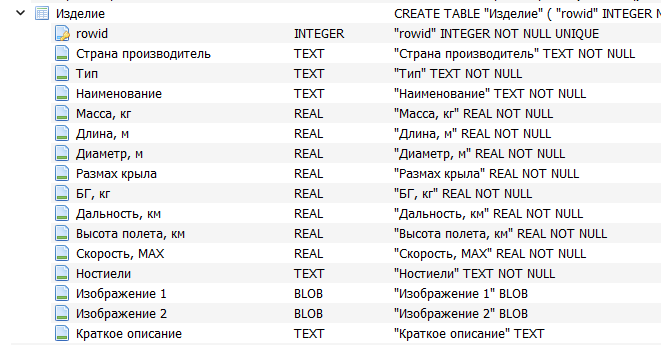 Изделие CREATE TABLE "Изделие" ( "rowid" INTEGER N
rowid INTEGER "rowid" INTEGER NOT NULL UNIQUE
Страна производитель TEXT "Страна производитель" TEXT NOT NULL
Тип TEXT "Тип" TEXT NOT NULL
Наименование TEXT "Наименование" TEXT NOT NULL
Масса, кг REAL "Масса, кг" REAL NOT NULL
Длина, м REAL "Длина, м" REAL NOT NULL
Диаметр, м REAL "Диаметр, м" REAL NOT NULL
Размах крыла REAL "Размах крыла" REAL NOT NULL
БГ, кг REAL "БГ, кг" REAL NOT NULL
Дальность, км REAL "Дальность, км" REAL NOT NULL
Высота полета, км REAL "Высота полета, км" REAL NOT NULL
Скорость, MAX REAL "Скорость, MAX" REAL NOT NULL
Ностиели TEXT "Ностиели" TEXT NOT NULL
Изображение 1 BLOB "Изображение 1" BLOB
Изображение 2 BLOB "Изображение 2" BLOB
Краткое описание TEXT "Краткое описание" TEXT